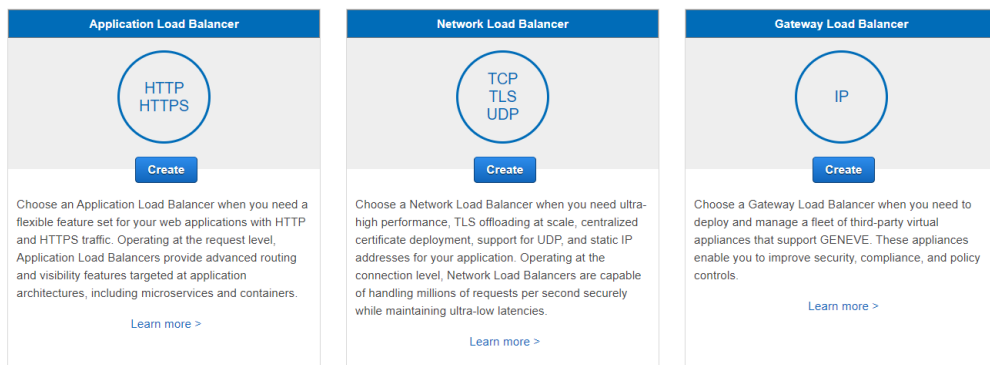 Application Load Balancer
HTTP
HTTPS
Create
Choose an Application Load Balancer when you need a
flexible feature set for your web applications with HTTP
and HTTPS traffic. Operating at the request level,
Application Load Balancers provide advanced routing
and visibility features targeted at application
architectures, including microservices and containers.
Learn more >
Network Load Balancer
TCP
TLS
UDP
Create
Choose a Network Load Balancer when you need ultra-
high performance, TLS offloading at scale, centralized
certificate deployment, support for UDP, and static IP
addresses for your application. Operating at the
connection level, Network Load Balancers are capable
of handling millions of requests per second securely
while maintaining ultra-low latencies.
Learn more >
Gateway Load Balancer
IP
Create
Choose a Gateway Load Balancer when you need to
deploy and manage a fleet of third-party virtual
appliances that support GENEVE. These appliances
enable you to improve security, compliance, and policy
controls.
Learn more >